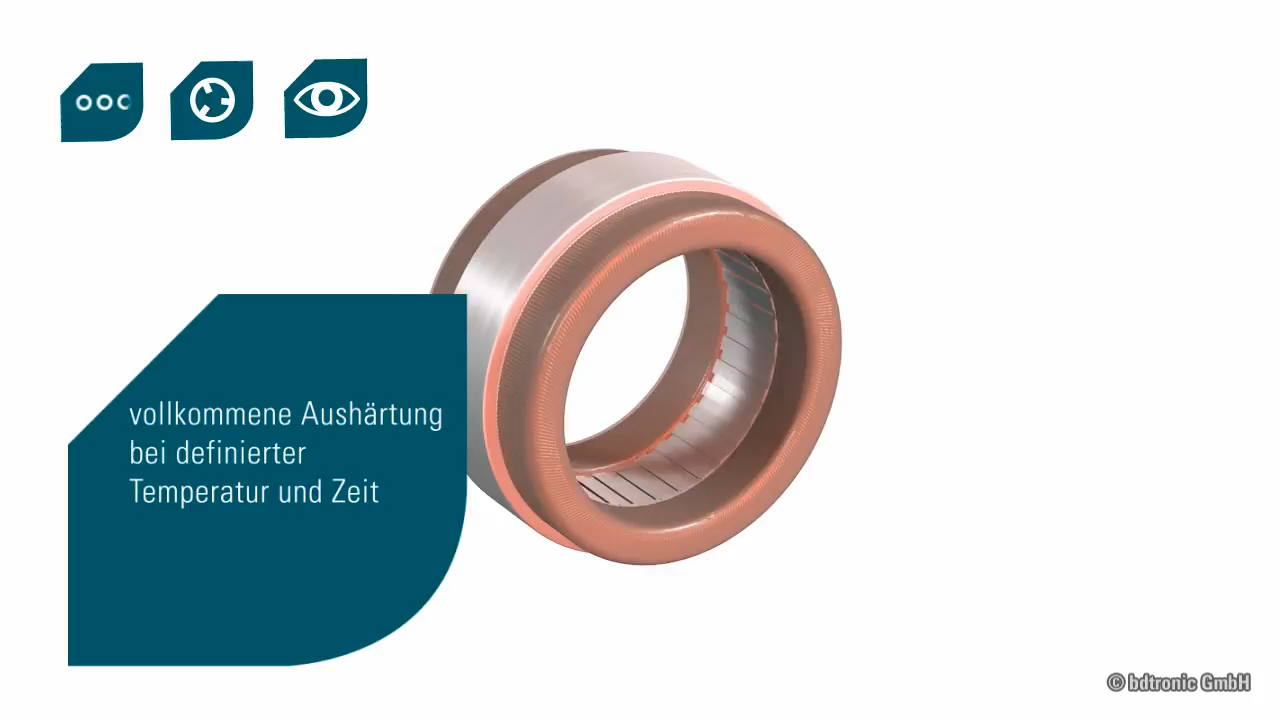 vollkommene Aushärtung
bei definierter
Temperatur und Zeit
© bdtronic GmbH